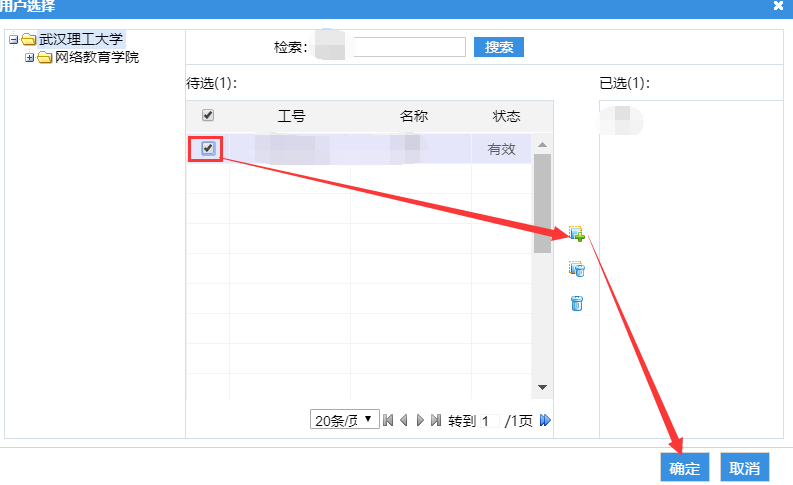 用户选择
武汉理工大学
网络教育学院
检索：
搜索
待选(1)：
已选(1)：
工号 名称 状态
有效
20条/页 转到 1 /1页
确定 取消